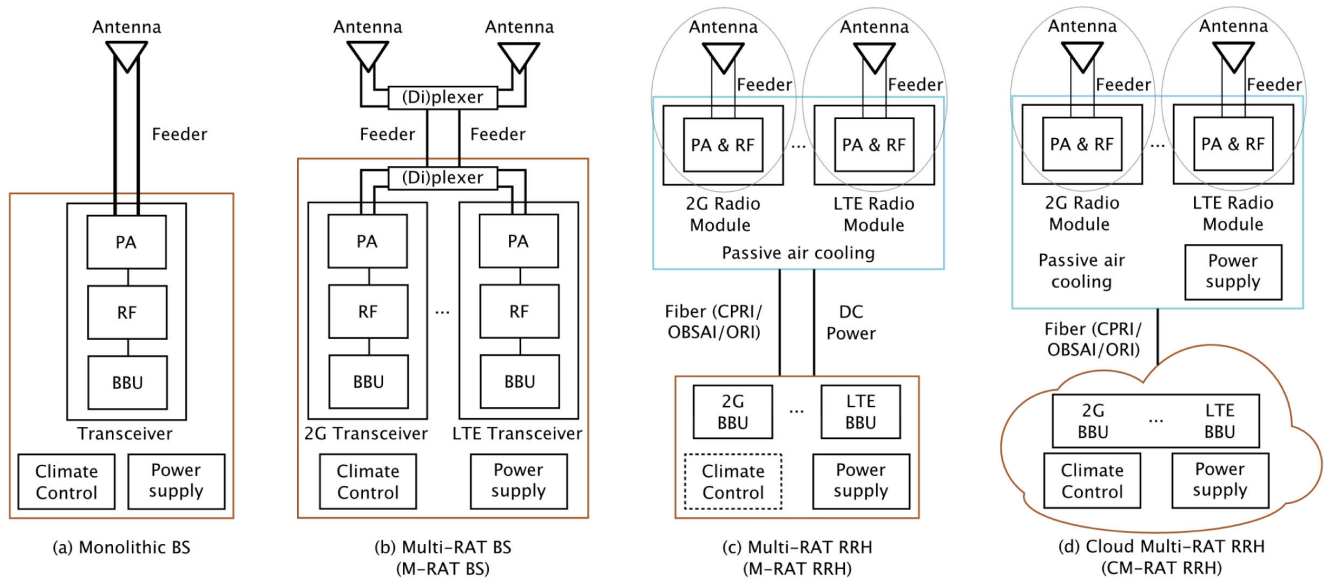 Antenna
Feeder
PA
RF
BBU
Transceiver
Climate
Control
Power
supply
(a) Monolithic BS
Antenna
Antenna
(Di)plexer
Feeder
Feeder
(Di)plexer
PA
PA
RF
...
RF
BBU
BBU
2G Transceiver
LTE Transceiver
Climate
Control
Power
supply
(b) Multi-RAT BS
(M-RAT BS)
Antenna
Antenna
Feeder
Feeder
PA & RF
...
PA & RF
2G Radio
Module
LTE Radio
Module
Passive air cooling
Fiber (CPRI/
OBSAI/ORI)
DC
Power
2G
BBU
...
LTE
BBU
Climate
Control
Power
supply
(c) Multi-RAT RRH
(M-RAT RRH)
Antenna
Antenna
Feeder
Feeder
PA & RF
...
PA & RF
2G Radio
Module
LTE Radio
Module
Passive air
cooling
Power
supply
Fiber (CPRI/
OBSAI/ORI)
2G
BBU
...
LTE
BBU
Climate
Control
Power
supply
(d) Cloud Multi-RAT RRH
(CM-RAT RRH)